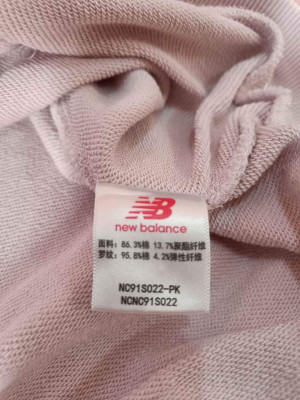 NB
new balance
面料: 86.3%棉 13.7%聚酯纤维
罗纹: 95.8%棉 4.2%弹性纤维
NC91S022-PK
NCNC91S022